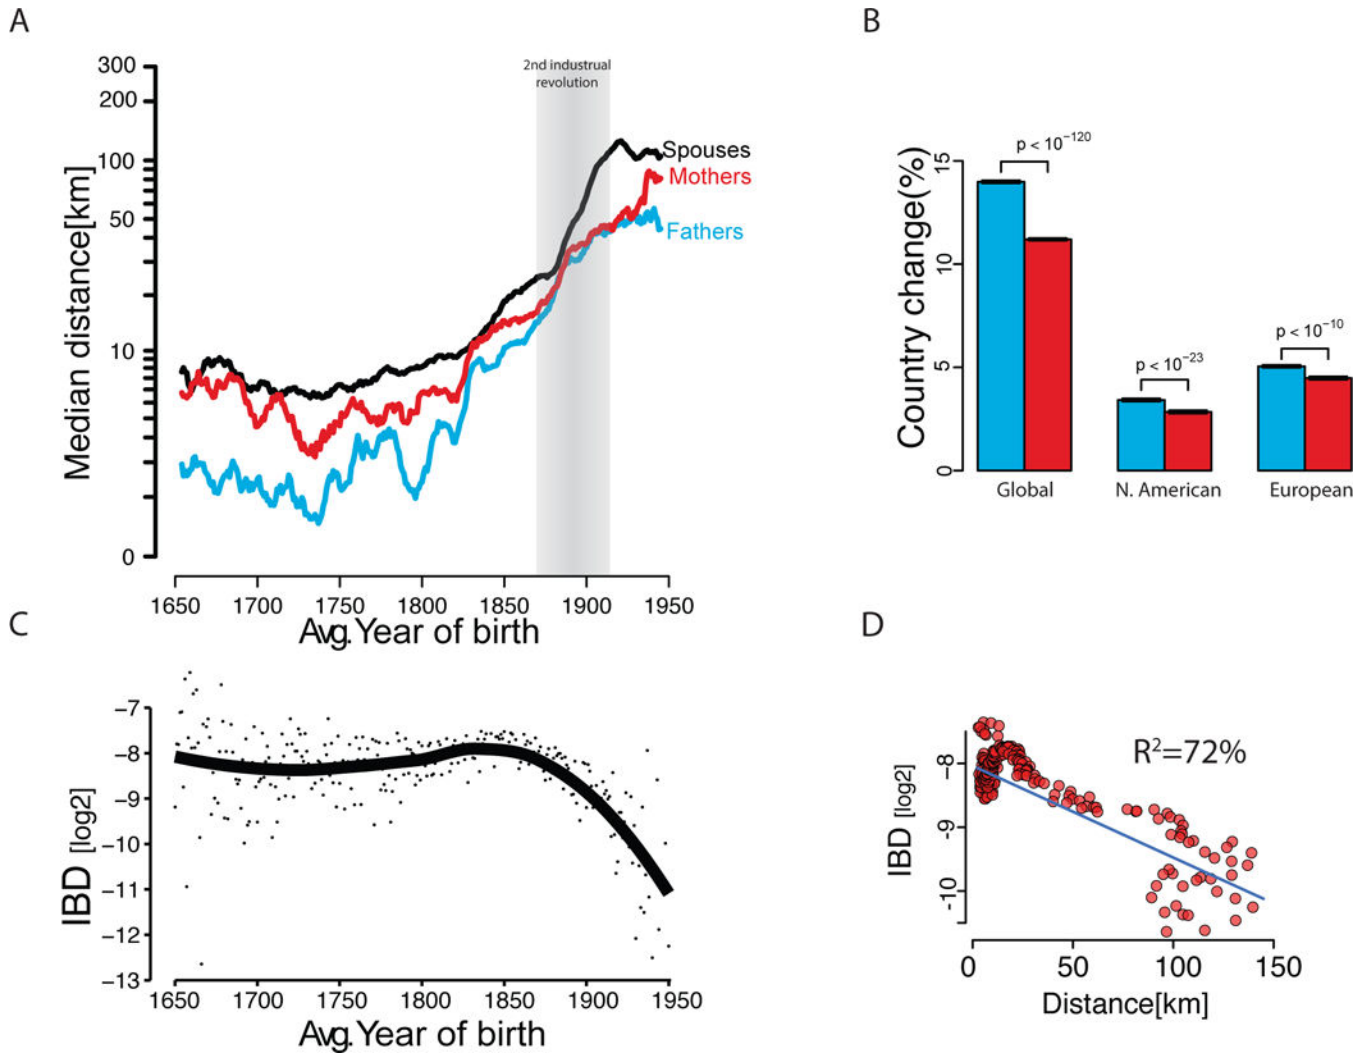 A
Median distance[km]
300
200
100
50
10
0
2nd industrual
revolution
Spouses
Mothers
Fathers
1650 1700 1750 1800 1850 1900 1950
Avg.Year of birth
B
Country change(%)
15
10
5
0
p < 10−120
p < 10−23
p < 10−10
Global N. American European
C
IBD [log2]
−7
−8
−9
−10
−11
−12
−13
1650 1700 1750 1800 1850 1900 1950
Avg.Year of birth
D
IBD [log2]
-8
-9
-10
R2=72%
0 50 100 150
Distance[km]